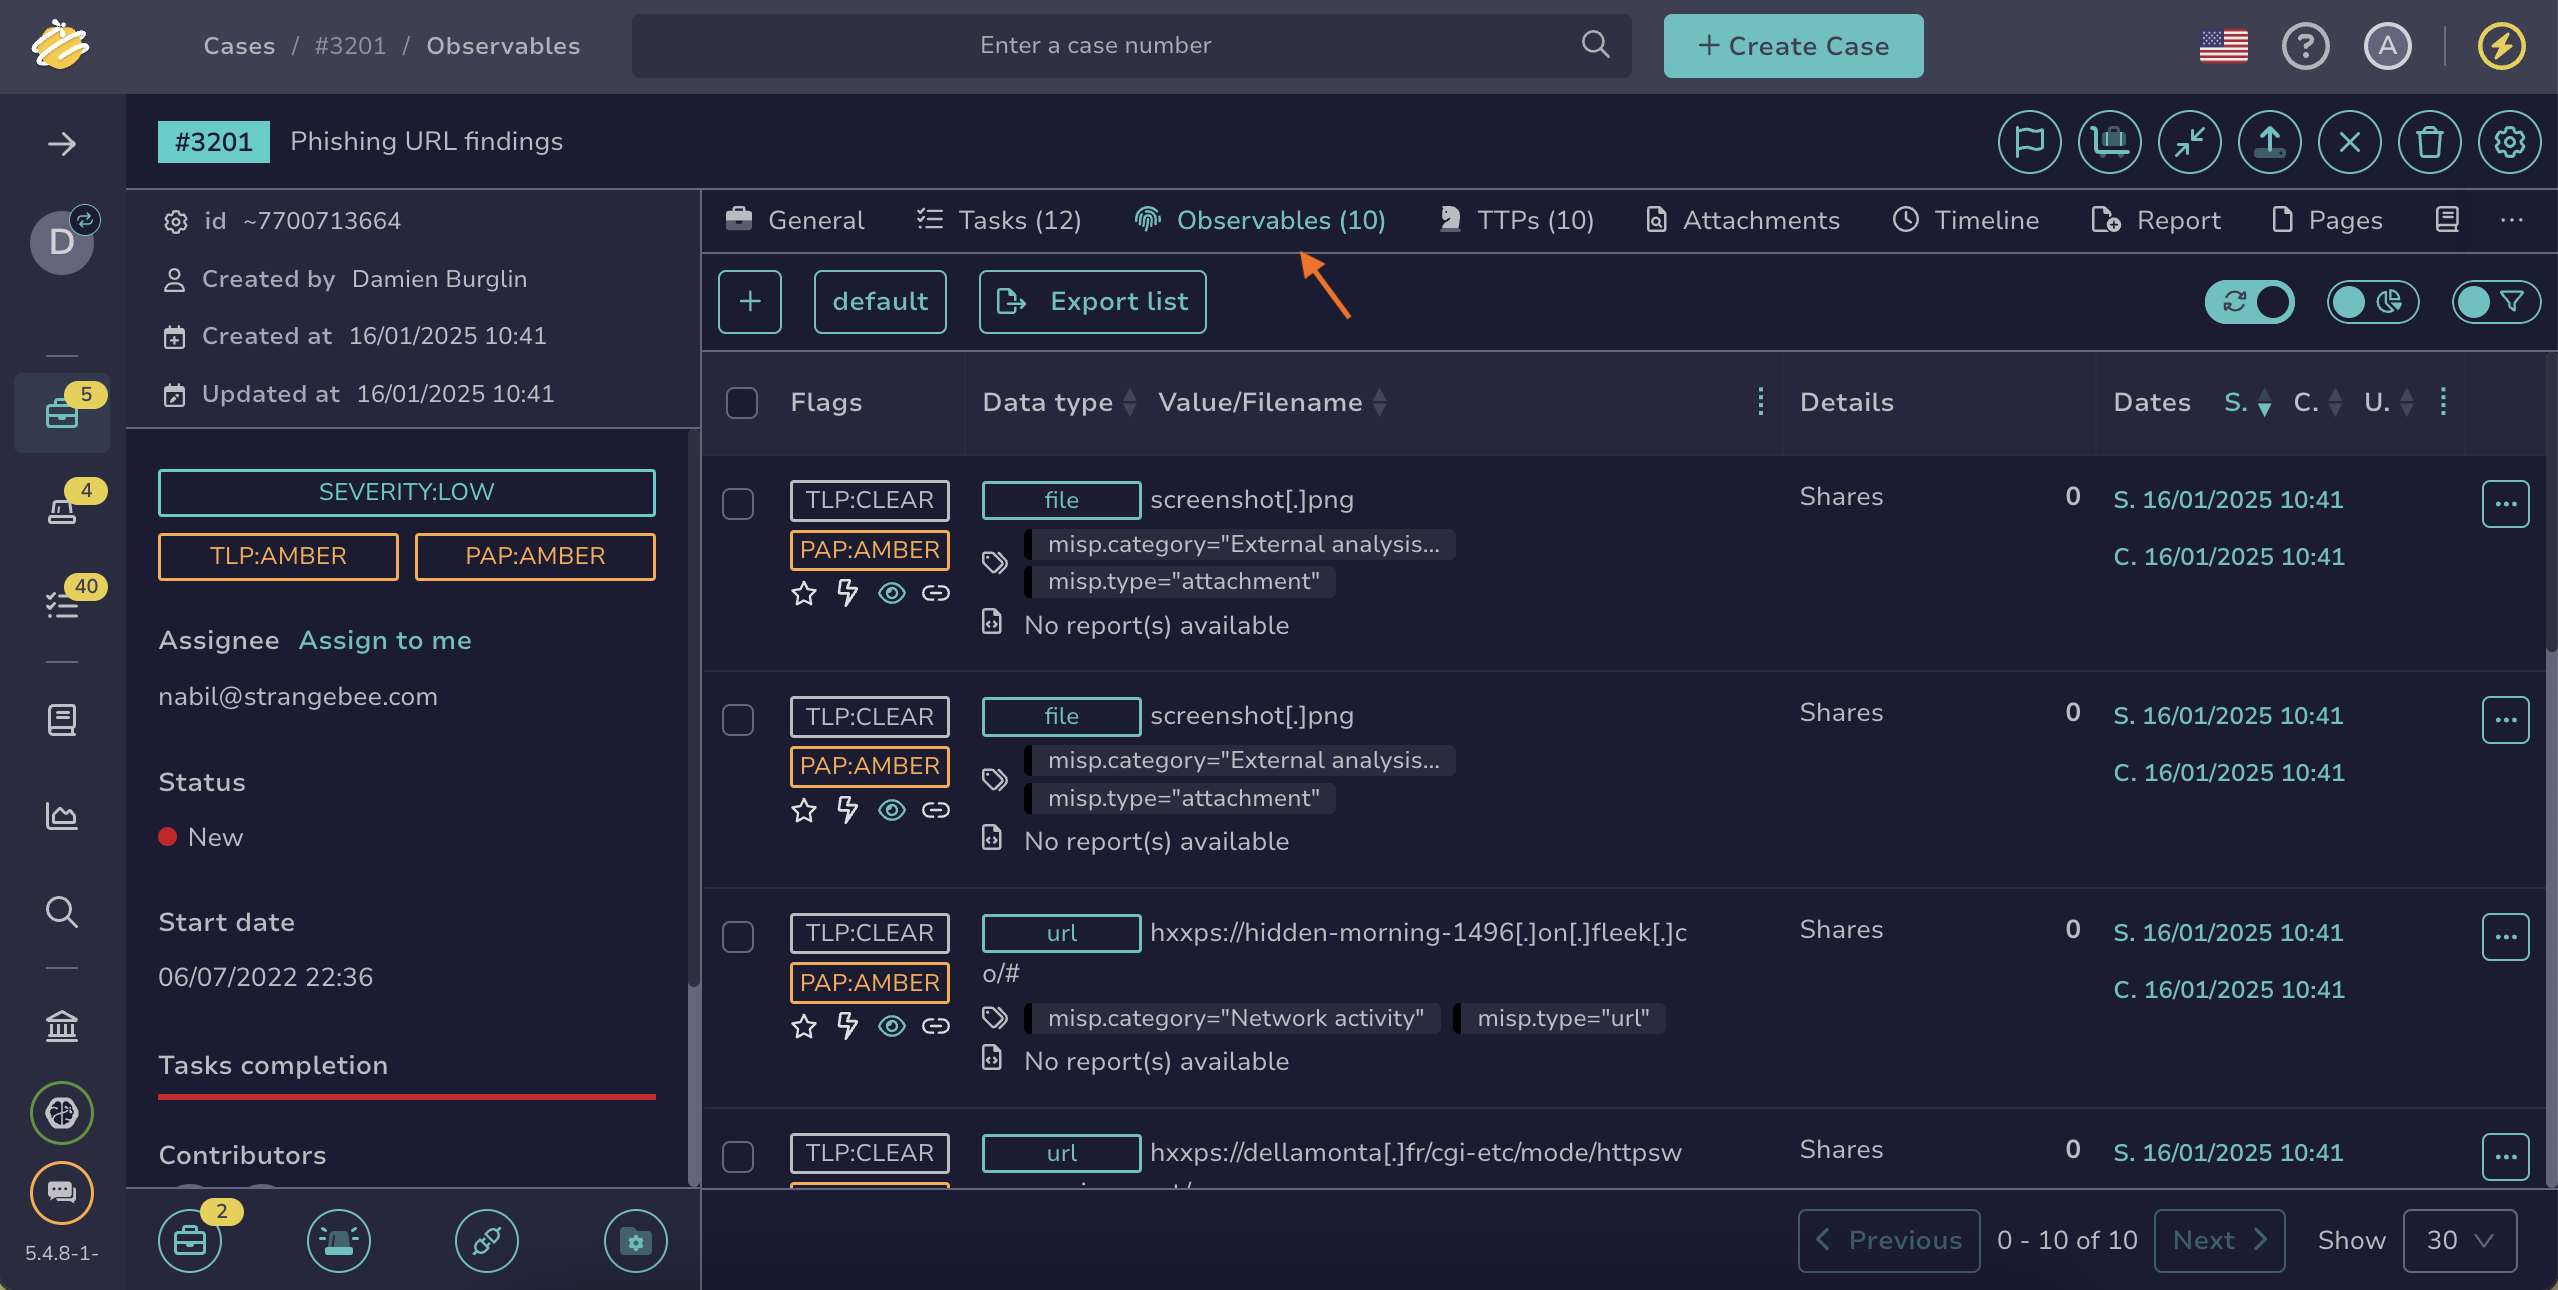 Cases / #3201 / Observables
Enter a case number
+ Create Case
A
#3201 Phishing URL findings
D
id ~7700713664
Created by Damien Burglin
Created at 16/01/2025 10:41
Updated at 16/01/2025 10:41
5
4
40
SEVERITY:LOW
TLP:AMBER PAP:AMBER
Assignee Assign to me
nabil@strangebee.com
Status
New
Start date
06/07/2022 22:36
Tasks completion
Contributors
2
5.4.8-1-
General Tasks (12) Observables (10) TTPs (10) Attachments Timeline Report Pages ...
+ default Export list
Flags Data type Value/Filename Details Dates S. C. U.
TLP:CLEAR file screenshot[.]png Shares 0 S. 16/01/2025 10:41
PAP:AMBER misp.category="External analysis... C. 16/01/2025 10:41
misp.type="attachment"
No report(s) available
TLP:CLEAR file screenshot[.]png Shares 0 S. 16/01/2025 10:41
PAP:AMBER misp.category="External analysis... C. 16/01/2025 10:41
misp.type="attachment"
No report(s) available
TLP:CLEAR url hxxps://hidden-morning-1496[.]on[.]fleek[.]c Shares 0 S. 16/01/2025 10:41
PAP:AMBER o/# C. 16/01/2025 10:41
misp.category="Network activity" misp.type="url"
No report(s) available
TLP:CLEAR url hxxps://dellamonta[.]fr/cgi-etc/mode/httpsw Shares 0 S. 16/01/2025 10:41
Previous 0 - 10 of 10 Next Show 30